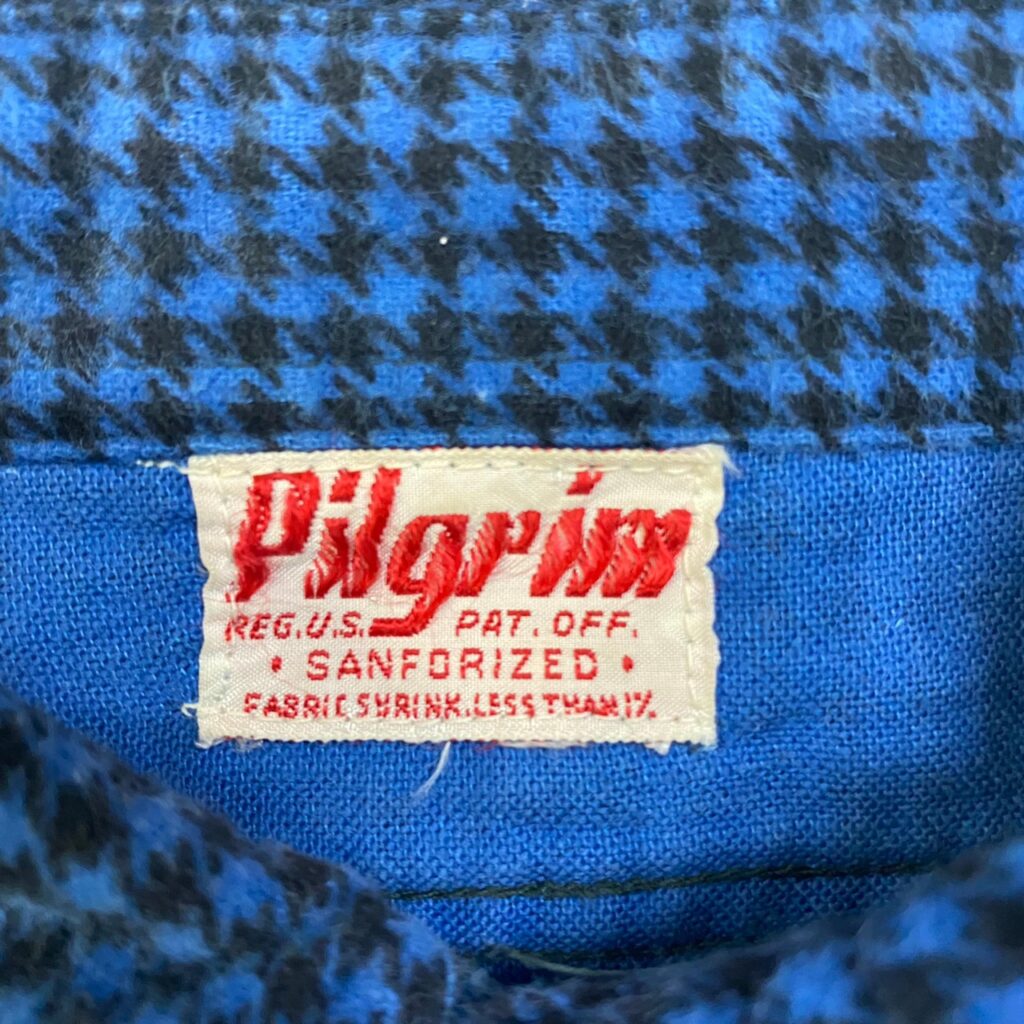 Pilgrim
REG.U.S. PAT. OFF.
• SANFORIZED •
FABRIC SHRINK. LESS THAN 1%